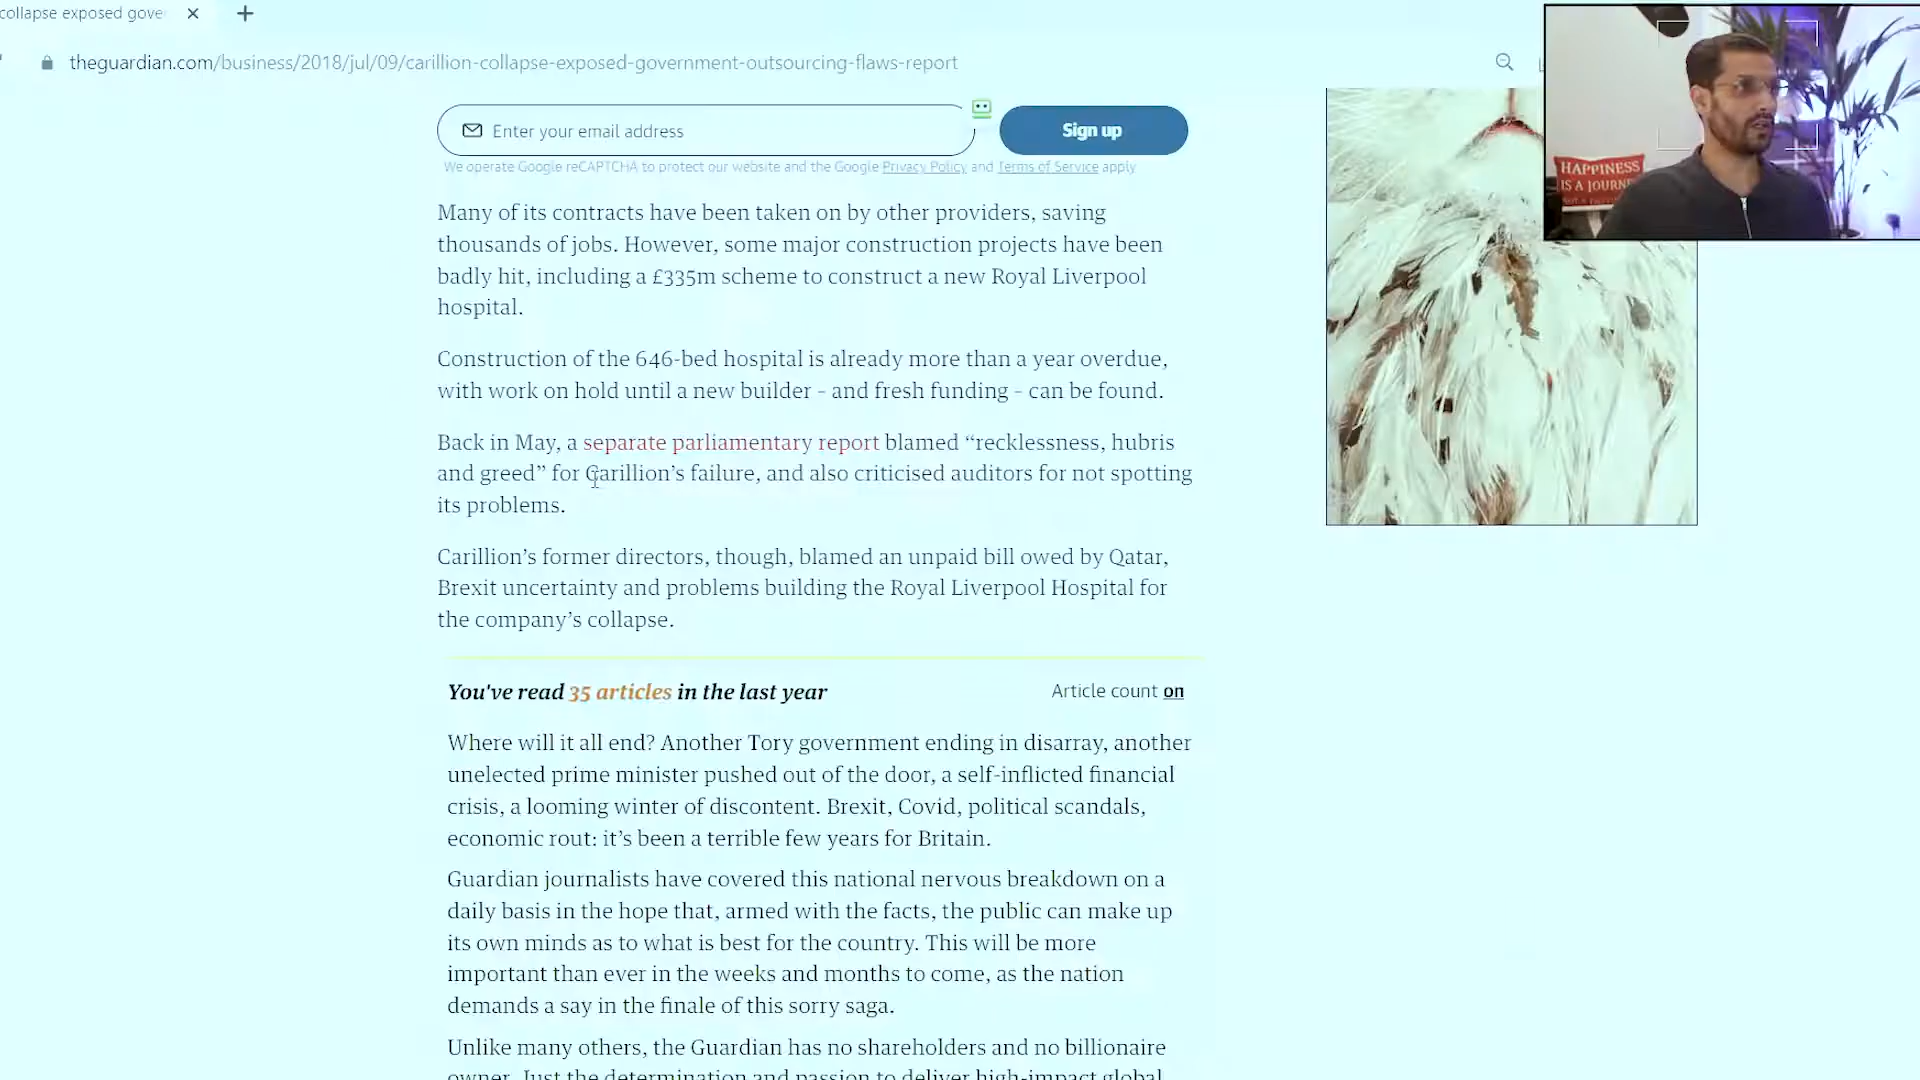 collapse exposed gove
theguardian.com/business/2018/jul/09/carillion-collapse-exposed-government-outsourcing-flaws-report
Enter your email address
Sign up
We operate Google reCAPTCHA to protect our website and the Google Privacy Policy and Terms of Service apply
HAPPINESS
IS A JOURNE
Many of its contracts have been taken on by other providers, saving
thousands of jobs. However, some major construction projects have been
badly hit, including a £335m scheme to construct a new Royal Liverpool
hospital.
Construction of the 646-bed hospital is already more than a year overdue,
with work on hold until a new builder – and fresh funding – can be found.
Back in May, a separate parliamentary report blamed “recklessness, hubris
and greed” for Carillion’s failure, and also criticised auditors for not spotting
its problems.
Carillion’s former directors, though, blamed an unpaid bill owed by Qatar,
Brexit uncertainty and problems building the Royal Liverpool Hospital for
the company’s collapse.
You've read 35 articles in the last year
Article count on
Where will it all end? Another Tory government ending in disarray, another
unelected prime minister pushed out of the door, a self-inflicted financial
crisis, a looming winter of discontent. Brexit, Covid, political scandals,
economic rout: it’s been a terrible few years for Britain.
Guardian journalists have covered this national nervous breakdown on a
daily basis in the hope that, armed with the facts, the public can make up
its own minds as to what is best for the country. This will be more
important than ever in the weeks and months to come, as the nation
demands a say in the finale of this sorry saga.
Unlike many others, the Guardian has no shareholders and no billionaire
owner. Just the determination and passion to deliver high-impact global